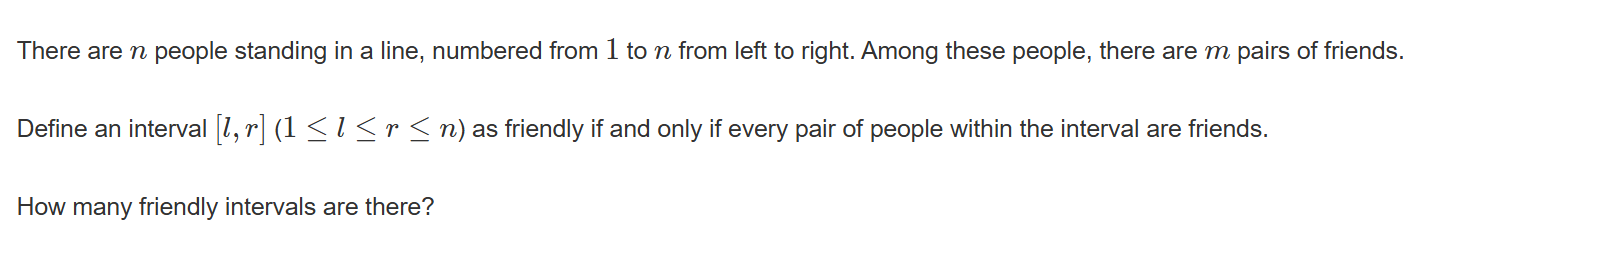 There are n people standing in a line, numbered from 1 to n from left to right. Among these people, there are m pairs of friends.
Define an interval [l, r] (1 ≤ l ≤ r ≤ n) as friendly if and only if every pair of people within the interval are friends.
How many friendly intervals are there?